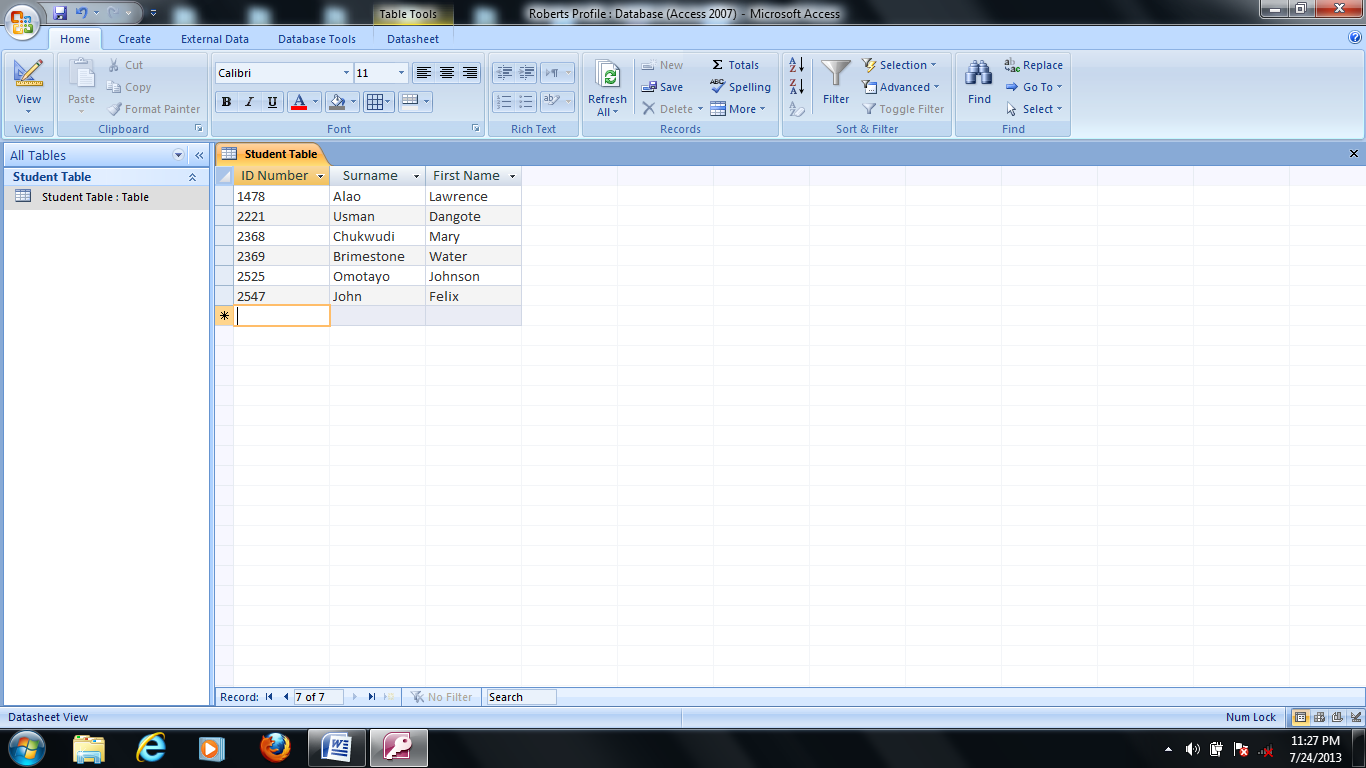 Table Tools
Roberts Profile : Database (Access 2007) - Microsoft Access
Home Create External Data Database Tools Datasheet
View
Views
Paste
Cut
Copy
Format Painter
Clipboard
Calibri 11
B I U A
Font
Rich Text
Refresh All
New
Save
Delete
Σ Totals
ABC Spelling
More
Records
Filter
Selection
Advanced
Toggle Filter
Sort & Filter
Find
Replace
Go To
Select
Find
All Tables
Student Table
Student Table : Table
Student Table
ID Number Surname First Name
1478 Alao Lawrence
2221 Usman Dangote
2368 Chukwudi Mary
2369 Brimestone Water
2525 Omotayo Johnson
2547 John Felix
Record: 7 of 7 No Filter Search
Datasheet View Num Lock
11:27 PM
7/24/2013